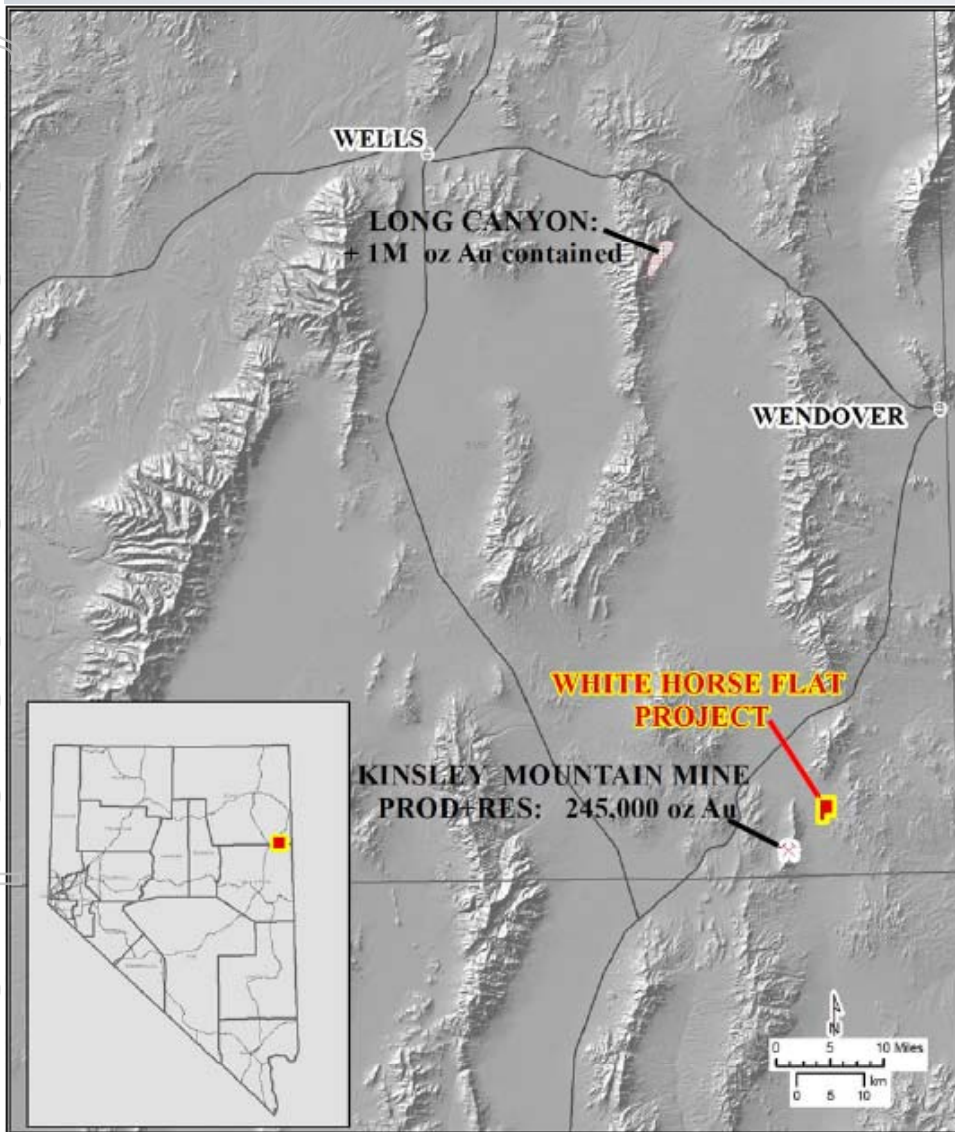 WELLS
LONG CANYON:
+ 1M oz Au contained
WENDOVER
WHITE HORSE FLAT
PROJECT
KINSLEY MOUNTAIN MINE
PROD+RES: 245,000 oz Au
N
0 5 10 Miles
0 5 10 km